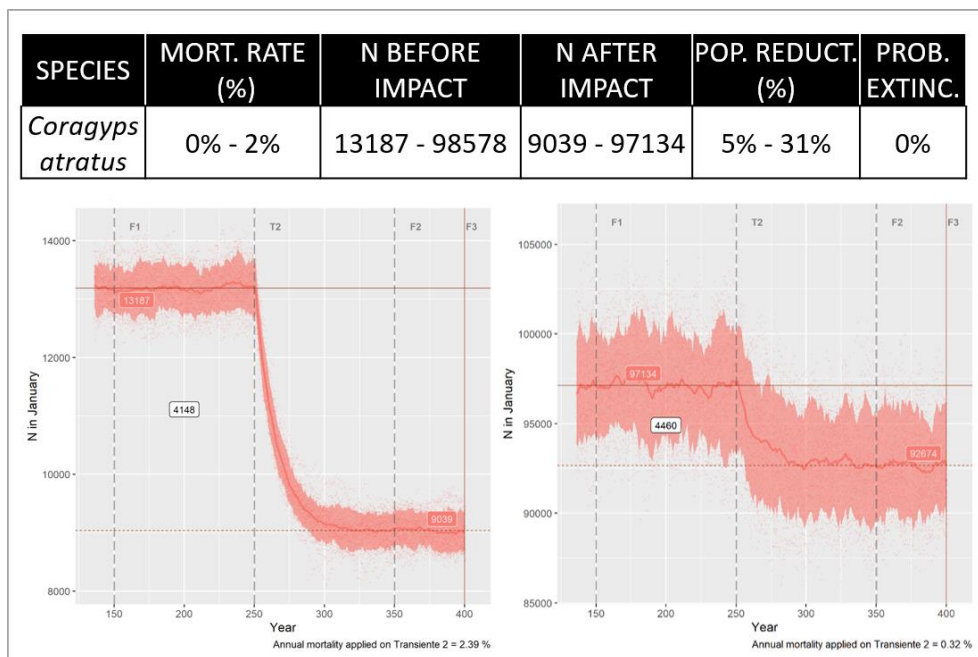 SPECIES
MORT. RATE
(%)
N BEFORE
IMPACT
N AFTER
IMPACT
POP. REDUCT.
(%)
PROB.
EXTINC.
Coragyps
atratus
0% - 2%
13187 - 98578
9039 - 97134
5% - 31%
0%
F1
T2
F2
F3
14000
12000
10000
8000
N in January
13187
4148
9039
150
200
250
300
350
400
Year
Annual mortality applied on Transiente 2 = 2.39 %
F1
T2
F2
F3
105000
100000
95000
90000
85000
N in January
97134
4460
92674
150
200
250
300
350
400
Year
Annual mortality applied on Transiente 2 = 0.32 %